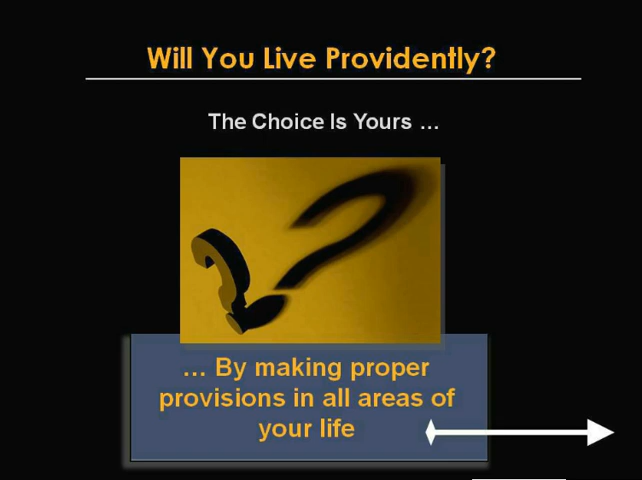 Will You Live Providently?
The Choice Is Yours ...
... By making proper
provisions in all areas of
your life